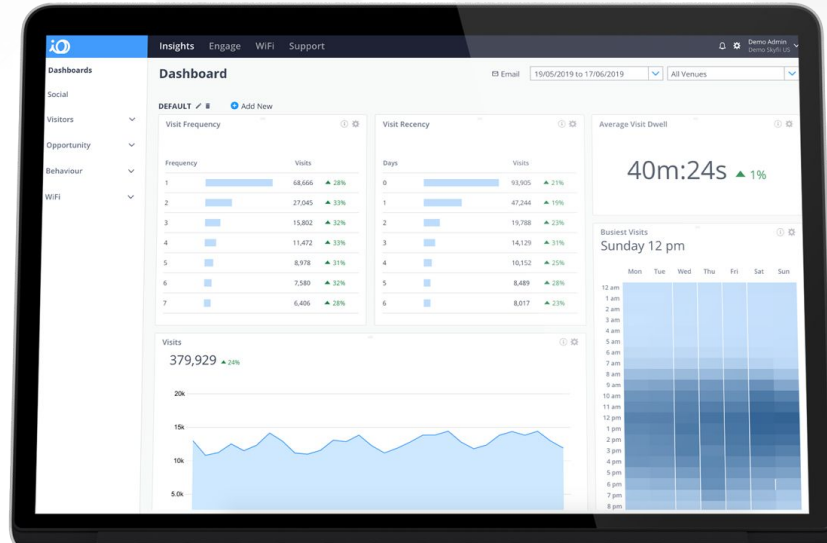 iO
Insights Engage WiFi Support
Demo Admin
Demo Skyfii US
Dashboards
Social
Visitors
Opportunity
Behaviour
WiFi
Dashboard
Email 19/05/2019 to 17/06/2019 All Venues
DEFAULT Add New
Visit Frequency
Frequency Visits
1 68,666 28%
2 27,045 33%
3 15,802 32%
4 11,472 33%
5 8,978 31%
6 7,580 32%
7 6,406 28%
Visit Recency
Days Visits
0 93,905 21%
1 47,244 19%
2 19,788 23%
3 14,129 31%
4 10,152 25%
5 8,489 28%
6 8,017 23%
Average Visit Dwell
40m:24s 1%
Busiest Visits
Sunday 12 pm
Mon Tue Wed Thu Fri Sat Sun
12 am
1 am
2 am
3 am
4 am
5 am
6 am
7 am
8 am
9 am
10 am
11 am
12 pm
1 pm
2 pm
3 pm
4 pm
5 pm
6 pm
7 pm
8 pm
Visits
379,929 24%
20k
15k
10k
5.0k